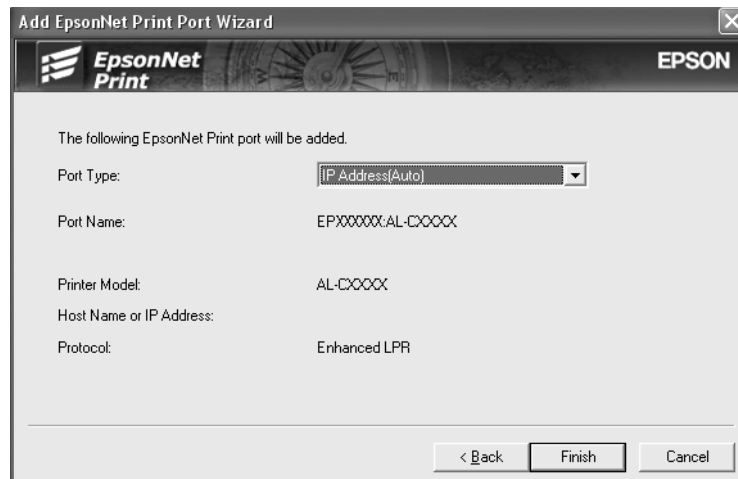 Add EpsonNet Print Port Wizard
EpsonNet
Print
EPSON
The following EpsonNet Print port will be added.
Port Type: IP Address(Auto)
Port Name: EPXXXXXX:AL-CXXXX
Printer Model: AL-CXXXX
Host Name or IP Address:
Protocol: Enhanced LPR
< Back Finish Cancel